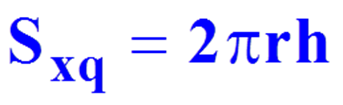 S_xq = 2πrh